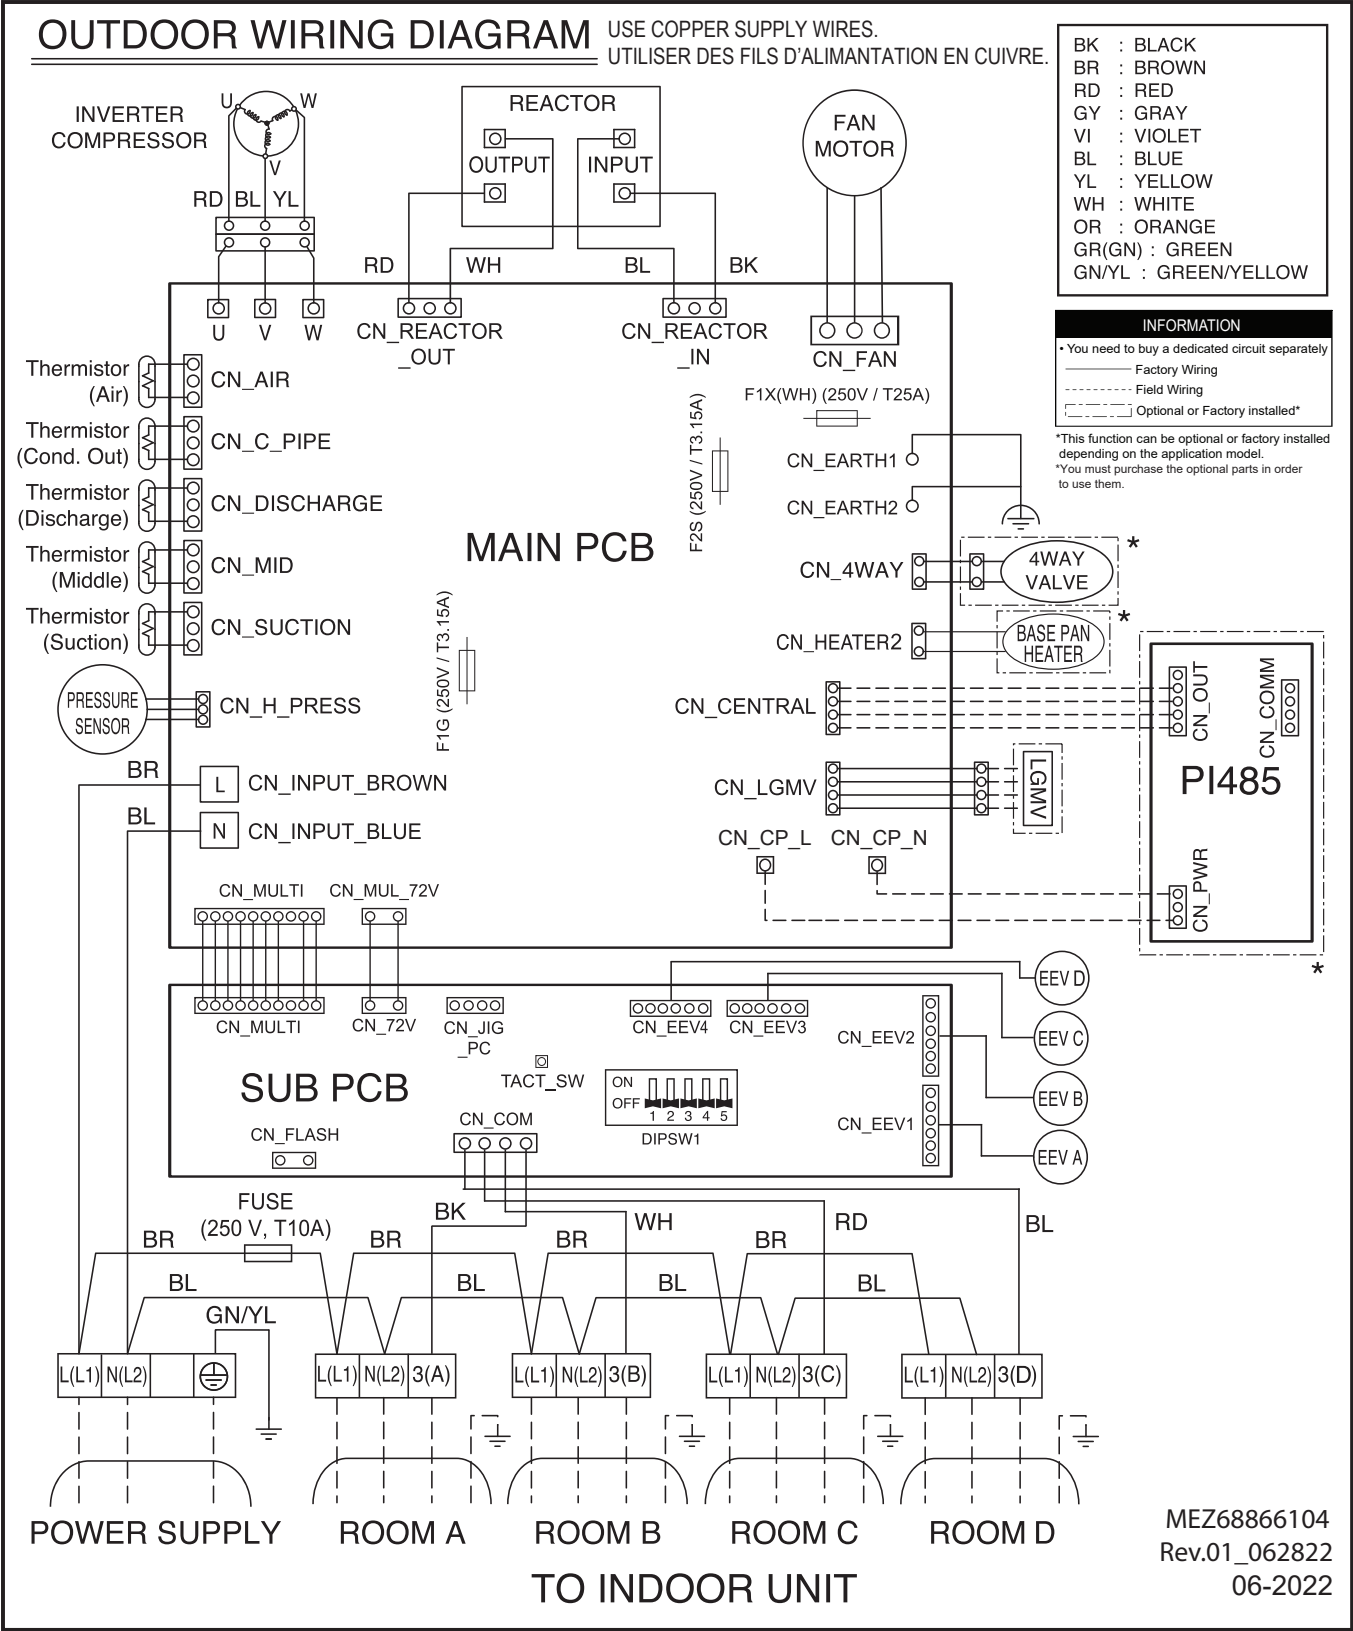 OUTDOOR WIRING DIAGRAM
USE COPPER SUPPLY WIRES.
UTILISER DES FILS D'ALIMANTATION EN CUIVRE.
BK : BLACK
BR : BROWN
RD : RED
GY : GRAY
VI : VIOLET
BL : BLUE
YL : YELLOW
WH : WHITE
OR : ORANGE
GR(GN) : GREEN
GN/YL : GREEN/YELLOW
INFORMATION
• You need to buy a dedicated circuit separately
Factory Wiring
Field Wiring
Optional or Factory installed*
*This function can be optional or factory installed
depending on the application model.
*You must purchase the optional parts in order
to use them.
INVERTER
COMPRESSOR
U
W
V
RD BL YL
REACTOR
OUTPUT
INPUT
FAN
MOTOR
RD
WH
BL
BK
U
V
W
CN_REACTOR
_OUT
CN_REACTOR
_IN
CN_FAN
Thermistor
(Air)
CN_AIR
F1X(WH) (250V / T25A)
Thermistor
(Cond. Out)
CN_C_PIPE
F2S (250V / T3.15A)
CN_EARTH1
Thermistor
(Discharge)
CN_DISCHARGE
CN_EARTH2
MAIN PCB
Thermistor
(Middle)
CN_MID
CN_4WAY
4WAY
VALVE
*
Thermistor
(Suction)
CN_SUCTION
CN_HEATER2
BASE PAN
HEATER
*
F1G (250V / T3.15A)
PRESSURE
SENSOR
CN_H_PRESS
CN_CENTRAL
CN_OUT
CN_COMM
PI485
BR
L
CN_INPUT_BROWN
CN_LGMV
LGMV
BL
N
CN_INPUT_BLUE
CN_CP_L
CN_CP_N
CN_PWR
*
CN_MULTI
CN_MUL_72V
EEV D
CN_MULTI
CN_72V
CN_JIG
_PC
CN_EEV4
CN_EEV3
CN_EEV2
EEV C
SUB PCB
TACT_SW
ON
OFF
1 2 3 4 5
DIPSW1
EEV B
CN_COM
CN_EEV1
CN_FLASH
EEV A
FUSE
(250 V, T10A)
BK
WH
RD
BL
BR
BR
BR
BR
BL
BL
BL
BL
GN/YL
L(L1) N(L2)
L(L1) N(L2) 3(A)
L(L1) N(L2) 3(B)
L(L1) N(L2) 3(C)
L(L1) N(L2) 3(D)
POWER SUPPLY
ROOM A
ROOM B
ROOM C
ROOM D
TO INDOOR UNIT
MEZ68866104
Rev.01_062822
06-2022